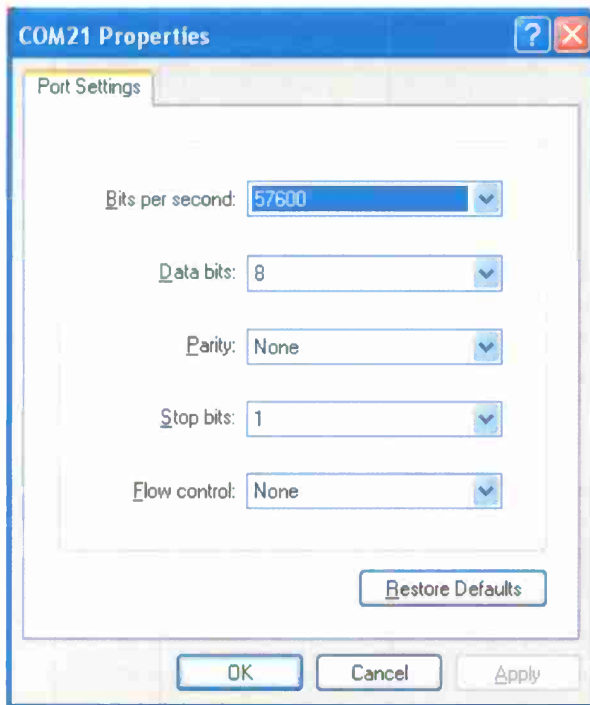 COM21 Properties
Port Settings
Bits per second: 57600
Data bits: 8
Parity: None
Stop bits: 1
Flow control: None
Restore Defaults
OK Cancel Apply